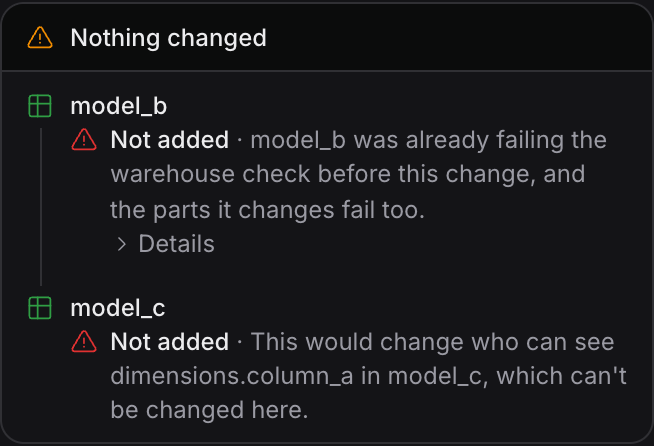 Nothing changed
model_b
Not added · model_b was already failing the
warehouse check before this change, and
the parts it changes fail too.
> Details
model_c
Not added · This would change who can see
dimensions.column_a in model_c, which can't
be changed here.